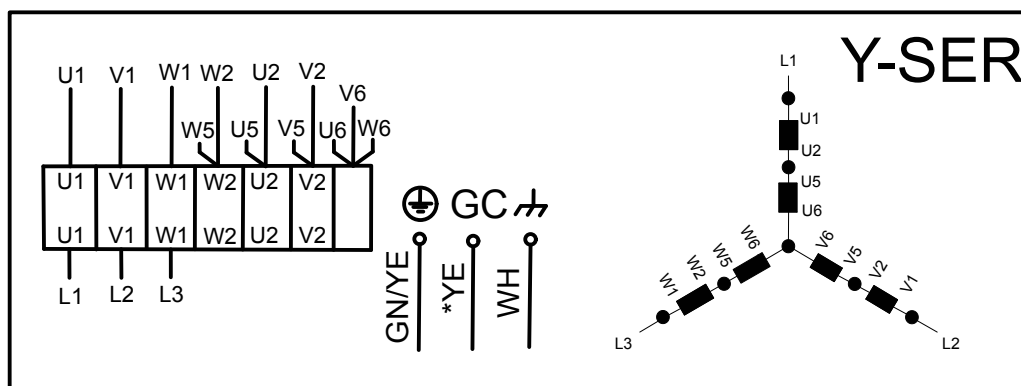 Y-SER
U1 V1 W1 W2 U2 V2 V6
W5 U5 V5 U6 W6
U1 V1 W1 W2 U2 V2
U1 V1 W1 W2 U2 V2
L1 L2 L3
GC
GN/YE *YE WH
L1
U1
U2
U5
U6
W6 W5 W2 W1
V6 V5 V2 V1
L3 L2